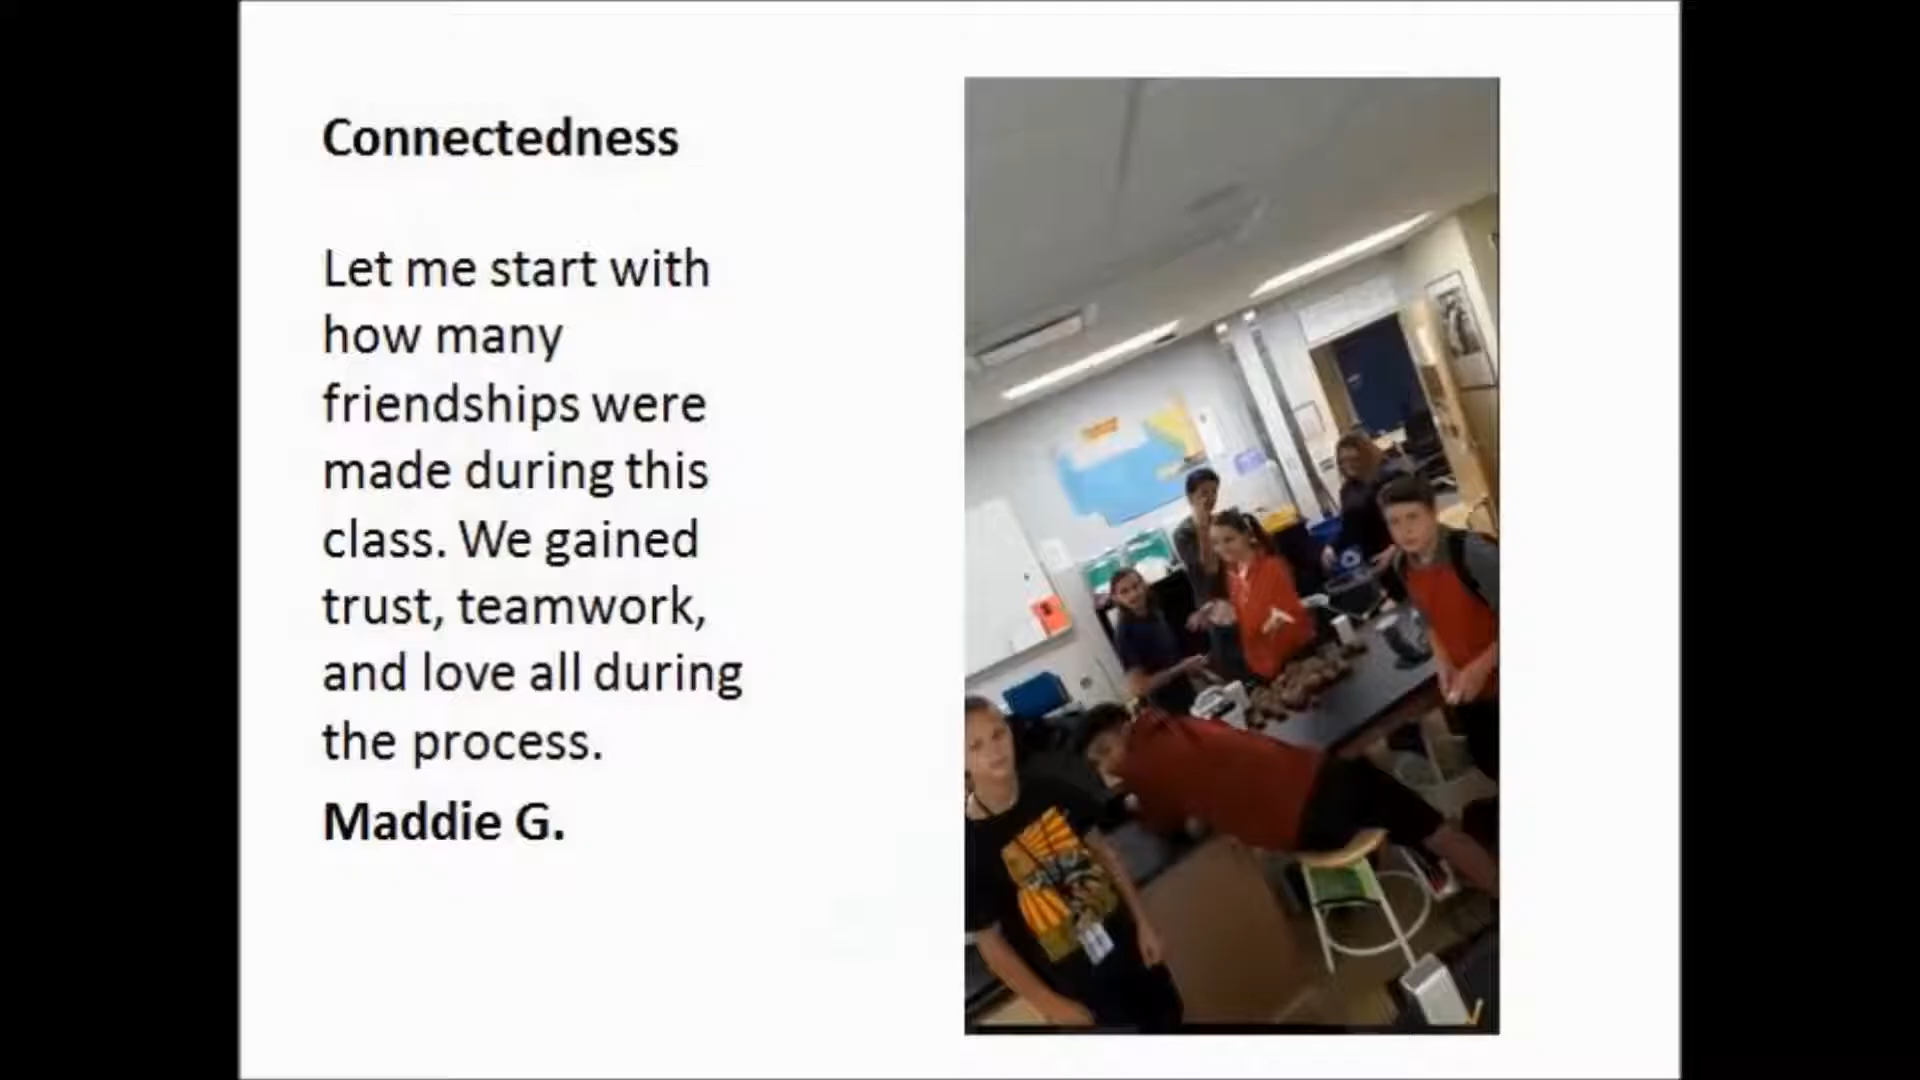 Connectedness
Let me start with
how many
friendships were
made during this
class. We gained
trust, teamwork,
and love all during
the process.
Maddie G.